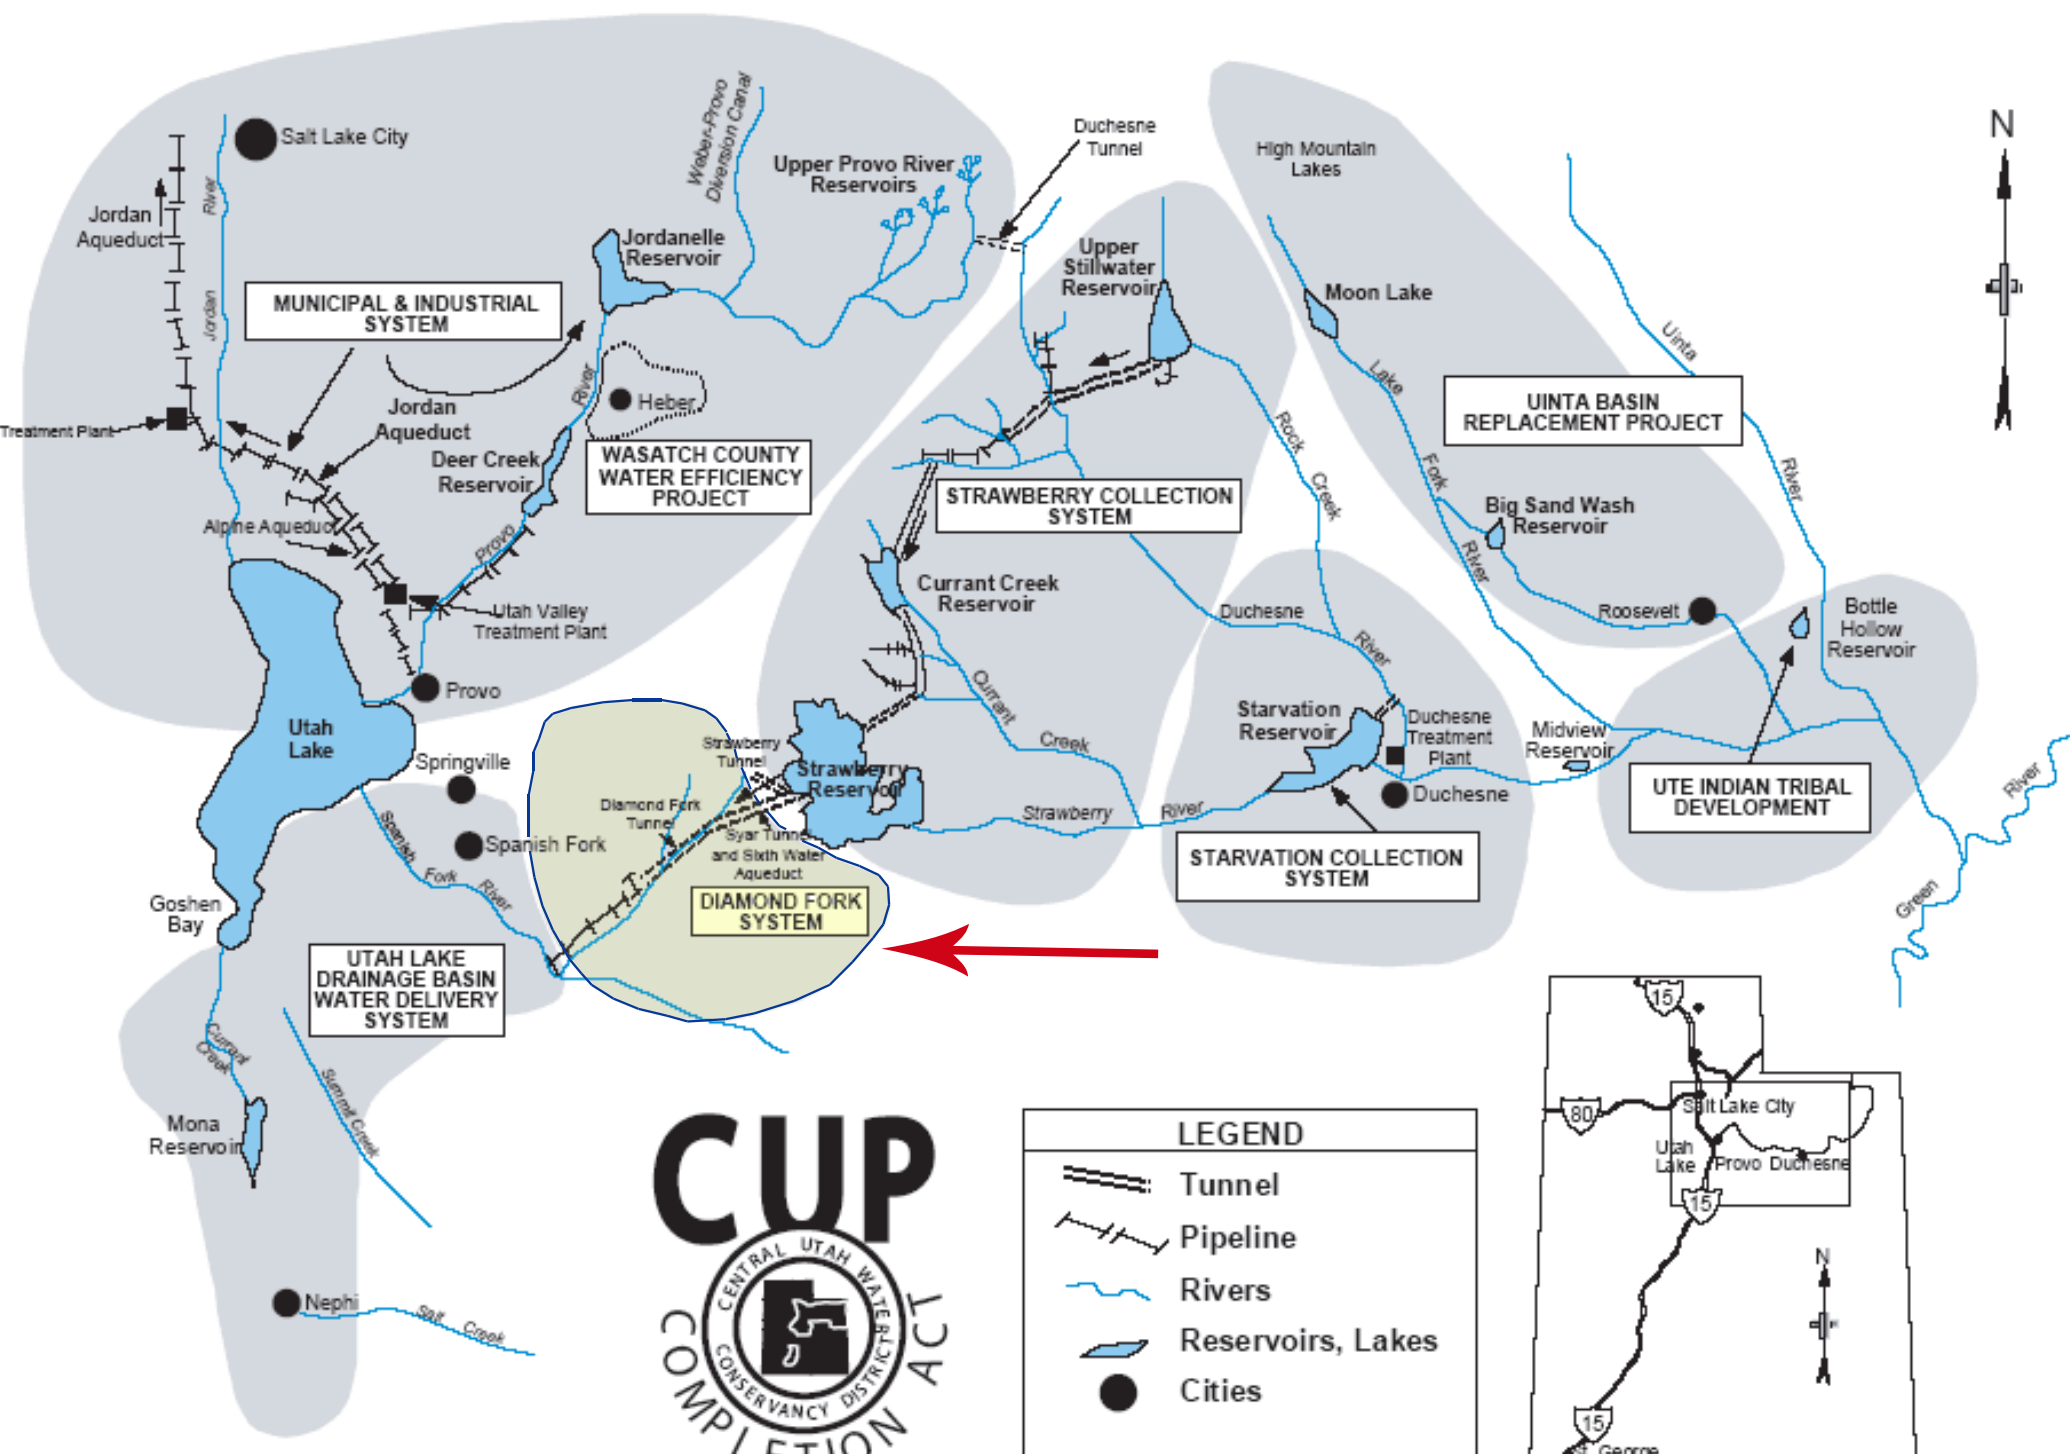 Salt Lake City
River
Jordan
Jordan
Aqueduct
Weber-Provo
Diversion Canal
Upper Provo River
Reservoirs
Duchesne
Tunnel
High Mountain
Lakes
N
Jordanelle
Reservoir
Upper
Stillwater
Reservoir
Moon Lake
Uinta
River
MUNICIPAL & INDUSTRIAL
SYSTEM
River
Heber
Lake
Fork
River
UINTA BASIN
REPLACEMENT PROJECT
Treatment Plant
Jordan
Aqueduct
Deer Creek
Reservoir
WASATCH COUNTY
WATER EFFICIENCY
PROJECT
Rock
Creek
STRAWBERRY COLLECTION
SYSTEM
Big Sand Wash
Reservoir
Alpine Aqueduct
Provo
Utah Valley
Treatment Plant
Currant Creek
Reservoir
Duchesne
River
Roosevelt
Bottle
Hollow
Reservoir
Provo
Utah
Lake
Currant
Creek
Starvation
Reservoir
Duchesne
Treatment
Plant
Midview
Reservoir
Springville
Strawberry
Tunnel
Strawberry
Reservoir
Diamond Fork
Tunnel
Syar Tunnel
and Sixth Water
Aqueduct
Strawberry
River
Duchesne
UTE INDIAN TRIBAL
DEVELOPMENT
River
Green
Spanish
Fork
River
Spanish Fork
STARVATION COLLECTION
SYSTEM
DIAMOND FORK
SYSTEM
Goshen
Bay
UTAH LAKE
DRAINAGE BASIN
WATER DELIVERY
SYSTEM
Currant
Creek
Summit Creek
Mona
Reservoir
Nephi
Salt
Creek
CUP
CENTRAL UTAH WATER
CONSERVANCY DISTRICT
COMPLETION ACT
LEGEND
Tunnel
Pipeline
Rivers
Reservoirs, Lakes
Cities
15
80
Salt Lake City
Utah
Lake
Provo
Duchesne
15
N
15
St. George